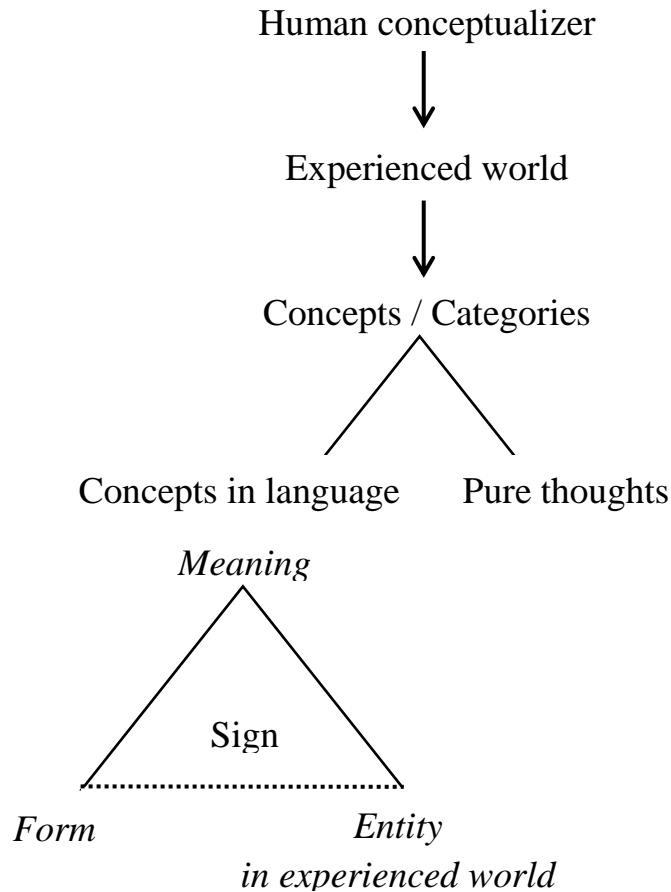 Human conceptualizer
Experienced world
Concepts / Categories
Concepts in language Pure thoughts
Meaning
Sign
Form Entity
in experienced world